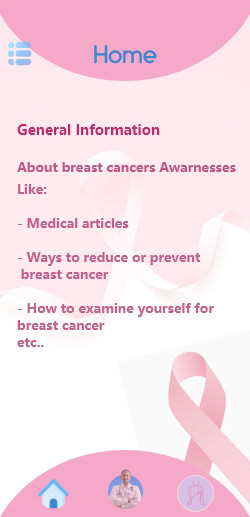 Home
General Information
About breast cancers Awarnesses
Like:
- Medical articles
- Ways to reduce or prevent
breast cancer
- How to examine yourself for
breast cancer
etc..